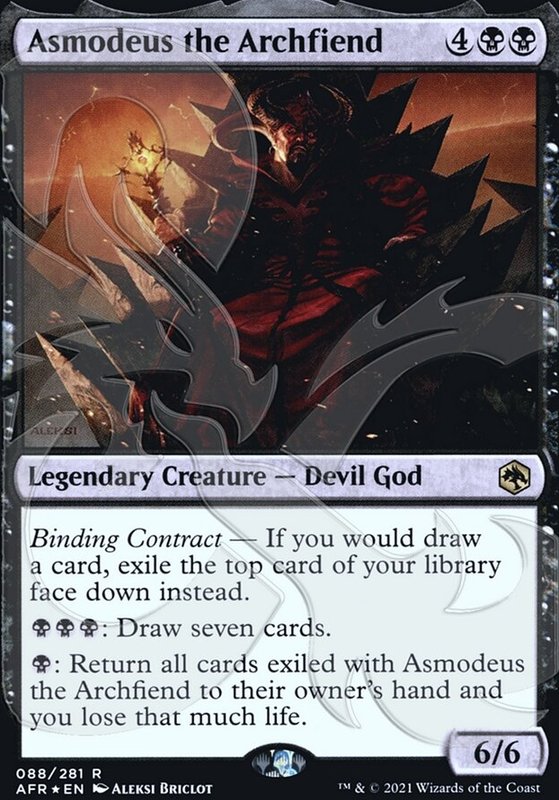 Asmodeus the Archfiend 4
ALEKSI
Legendary Creature — Devil God
Binding Contract — If you would draw
a card, exile the top card of your library
face down instead.
: Draw seven cards.
: Return all cards exiled with Asmodeus
the Archfiend to their owner's hand and
you lose that much life.
6/6
088/281 R
AFR★EN Aleksi Briclot
™ & © 2021 Wizards of the Coast